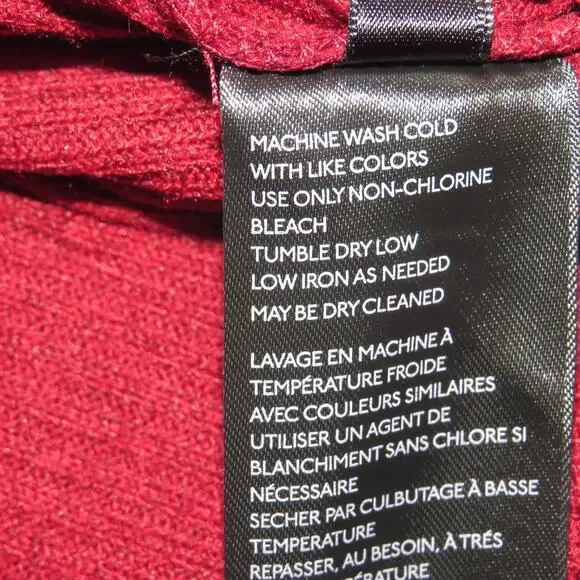 MACHINE WASH COLD
WITH LIKE COLORS
USE ONLY NON-CHLORINE
BLEACH
TUMBLE DRY LOW
LOW IRON AS NEEDED
MAY BE DRY CLEANED
LAVAGE EN MACHINE À
TEMPÉRATURE FROIDE
AVEC COULEURS SIMILAIRES
UTILISER UN AGENT DE
BLANCHIMENT SANS CHLORE SI
NÉCESSAIRE
SECHER PAR CULBUTAGE À BASSE
TEMPERATURE
REPASSER, AU BESOIN, À TRÉS